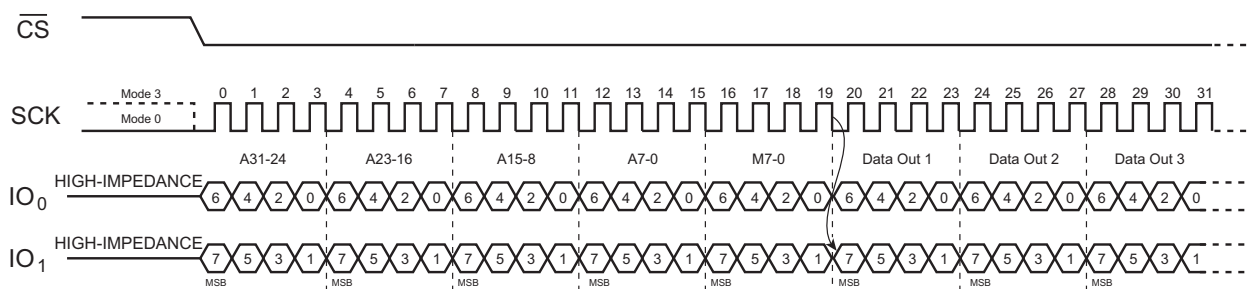 CS
Mode 3
0 1 2 3 4 5 6 7 8 9 10 11 12 13 14 15 16 17 18 19 20 21 22 23 24 25 26 27 28 29 30 31
SCK
Mode 0
A31-24 A23-16 A15-8 A7-0 M7-0 Data Out 1 Data Out 2 Data Out 3
HIGH-IMPEDANCE
IO0 6 4 2 0 6 4 2 0 6 4 2 0 6 4 2 0 6 4 2 0 6 4 2 0 6 4 2 0 6 4 2 0
HIGH-IMPEDANCE
IO1 7 5 3 1 7 5 3 1 7 5 3 1 7 5 3 1 7 5 3 1 7 5 3 1 7 5 3 1 7 5 3 1
MSB MSB MSB MSB MSB MSB MSB MSB